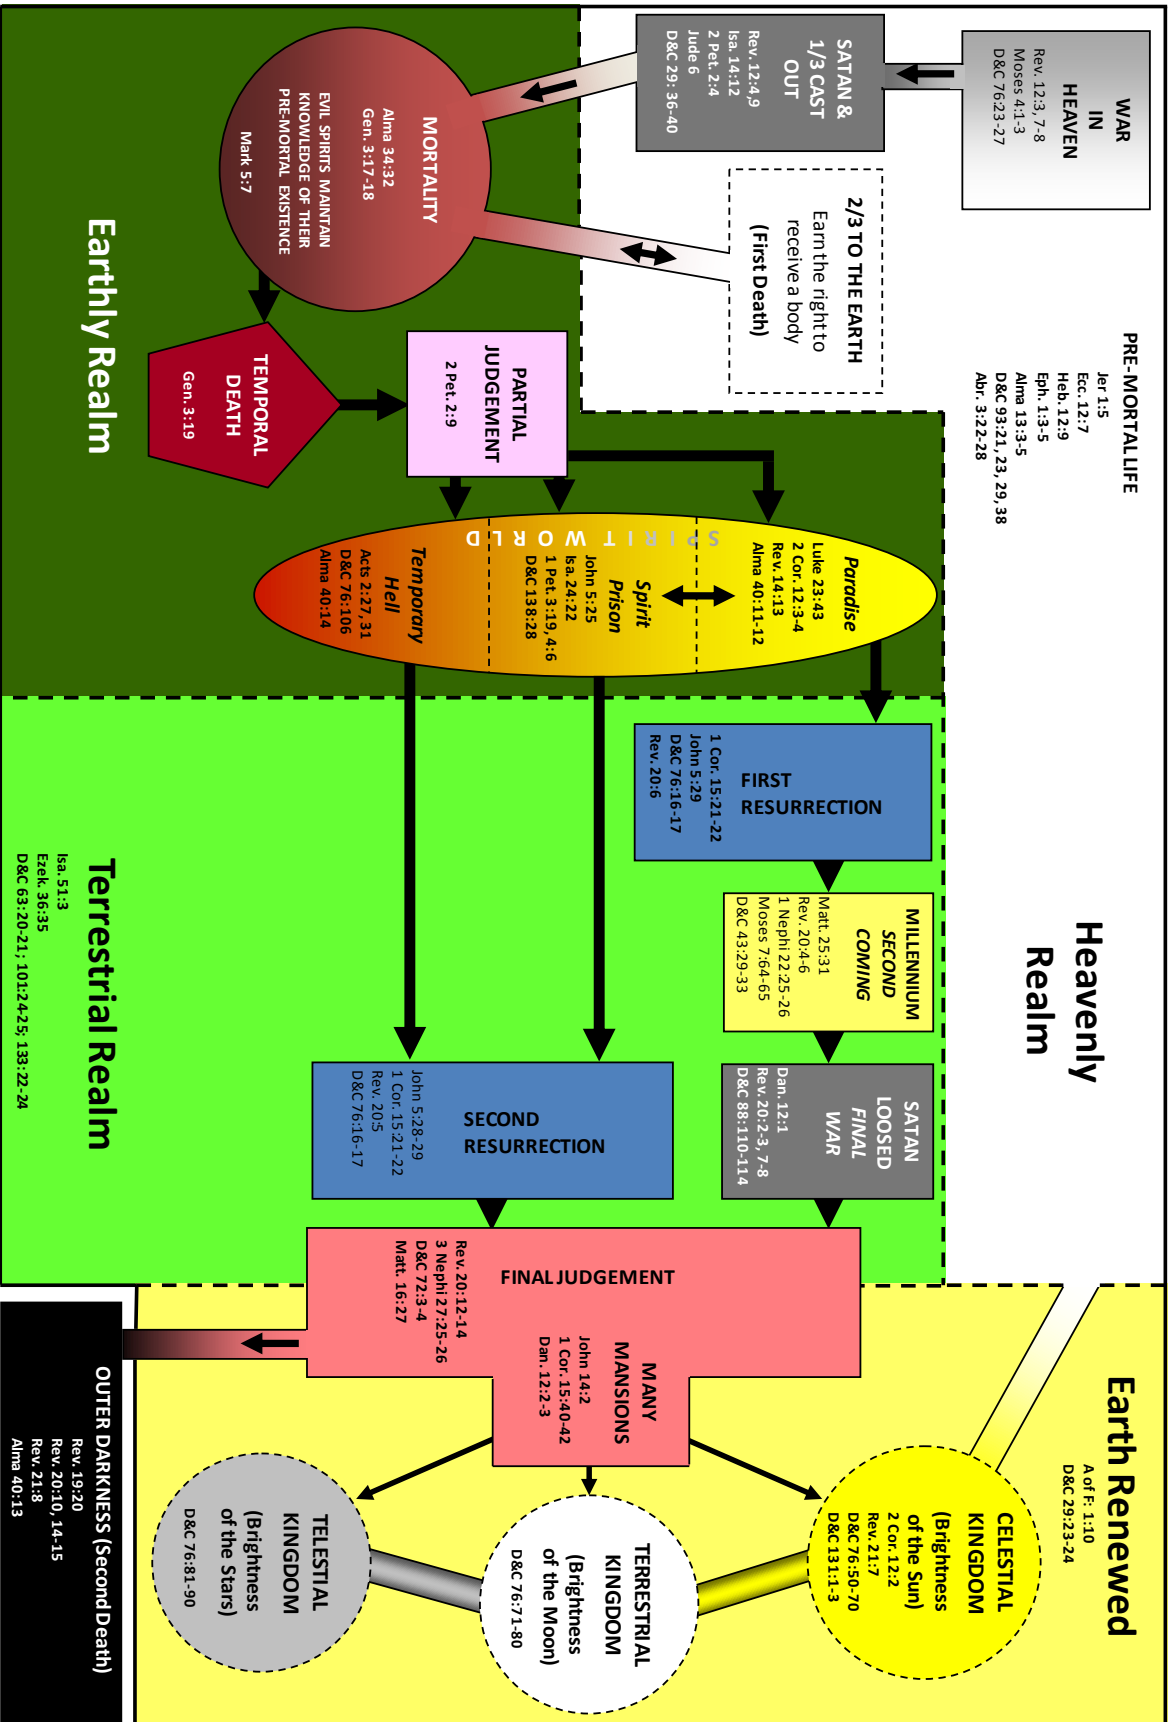 WAR
IN
HEAVEN
Rev. 12:3, 7-8
Moses 4:1-3
D&C 76:23-27
SATAN &
1/3 CAST
OUT
Rev. 12:4,9
Isa. 14:12
2 Pet. 2:4
Jude 6
D&C 29: 36-40
2/3 TO THE EARTH
Earn the right to
receive a body
(First Death)
PRE-MORTAL LIFE
Jer 1:5
Ecc. 12:7
Heb. 12:9
Eph. 1:3-5
Alma 13:3-5
D&C 93:21, 23, 29, 38
Abr. 3:22-28
Heavenly
Realm
MORTALITY
Alma 34:32
Gen. 3:17-18
EVIL SPIRITS MAINTAIN
KNOWLEDGE OF THEIR
PRE-MORTAL EXISTENCE
Mark 5:7
TEMPORAL
DEATH
Gen. 3:19
PARTIAL
JUDGEMENT
2 Pet. 2:9
Earthly Realm
SPIRIT WORLD
Paradise
Luke 23:43
2 Cor. 12:3-4
Rev. 14:13
Alma 40:11-12
Spirit
Prison
John 5:25
Isa. 24:22
1 Pet. 3:19, 4:6
D&C 138:28
Temporary
Hell
Acts 2:27, 31
D&C 76:106
Alma 40:14
FIRST
RESURRECTION
1 Cor. 15:21-22
John 5:29
D&C 76:16-17
Rev. 20:6
MILLENNIUM
SECOND
COMING
Matt. 25:31
Rev. 20:4-6
1 Nephi 22:25-26
Moses 7:64-65
D&C 43:29-33
SATAN
LOOSED
FINAL
WAR
Dan. 12:1
Rev. 20:2-3, 7-8
D&C 88:110-114
SECOND
RESURRECTION
John 5:28-29
1 Cor. 15:21-22
Rev. 20:5
D&C 76:16-17
Terrestrial Realm
Isa. 51:3
Ezek. 36:35
D&C 63:20-21; 101:24-25; 133:22-24
FINAL JUDGEMENT
Rev. 20:12-14
3 Nephi 27:25-26
D&C 72:3-4
Matt. 16:27
MANY
MANSIONS
John 14:2
1 Cor. 15:40-42
Dan. 12:2-3
Earth Renewed
A of F: 1:10
D&C 29:23-24
CELESTIAL
KINGDOM
(Brightness
of the Sun)
2 Cor. 12:2
Rev. 21:7
D&C 76:50-70
D&C 131:1-3
TERRESTRIAL
KINGDOM
(Brightness
of the Moon)
D&C 76:71-80
TELESTIAL
KINGDOM
(Brightness
of the Stars)
D&C 76:81-90
OUTER DARKNESS (Second Death)
Rev. 19:20
Rev. 20:10, 14-15
Rev. 21:8
Alma 40:13